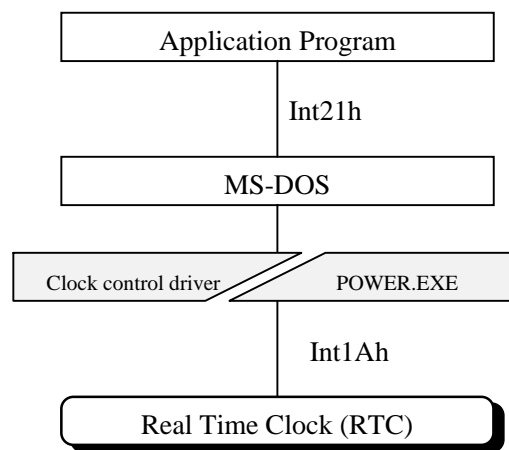 Application Program
Int21h
MS-DOS
Clock control driver POWER.EXE
Int1Ah
Real Time Clock (RTC)